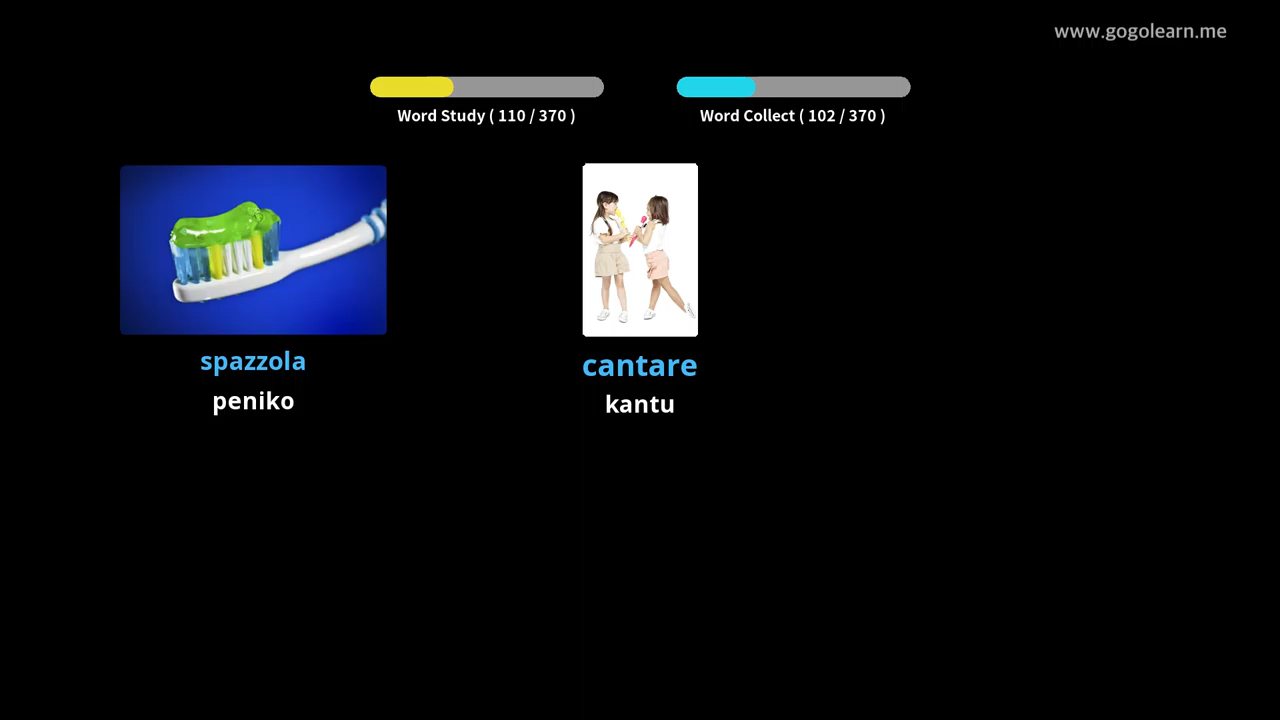 www.gogolearn.me
Word Study ( 110 / 370 )
Word Collect ( 102 / 370 )
spazzola
peniko
cantare
kantu